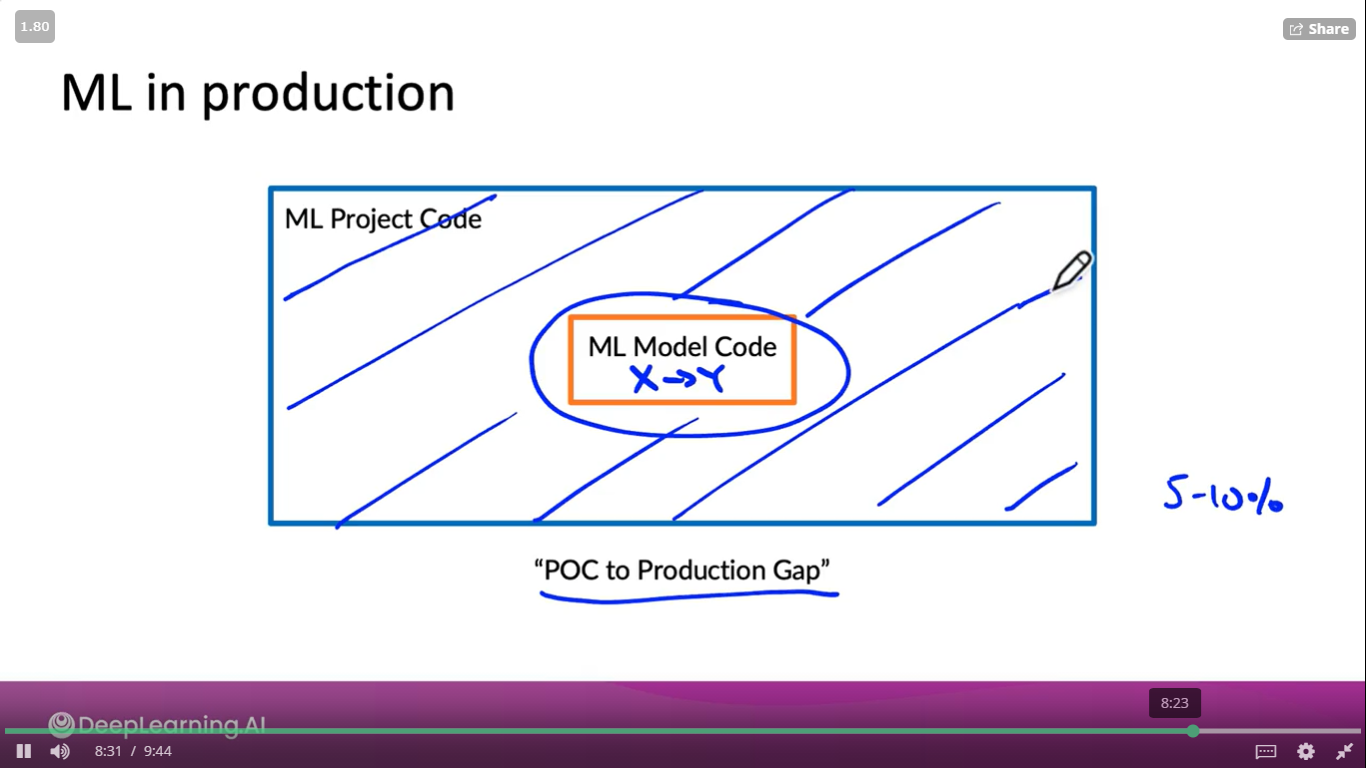 1.80
Share
ML in production
ML Project Code
ML Model Code
X→Y
5-10%
“POC to Production Gap”
8:23
DeepLearning.AI
8:31 / 9:44